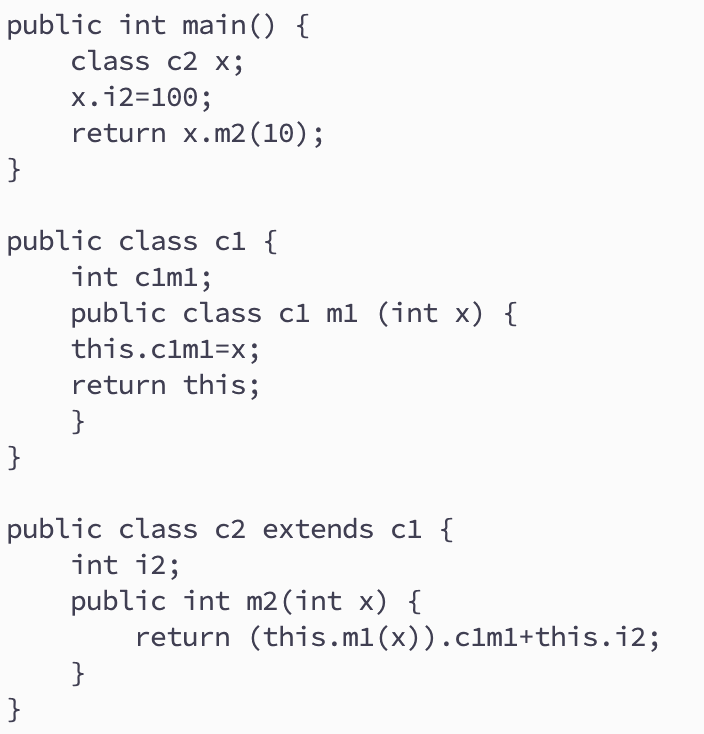 public int main() {
    class c2 x;
    x.i2=100;
    return x.m2(10);
}

public class c1 {
    int c1m1;
    public class c1 m1 (int x) {
    this.c1m1=x;
    return this;
    }
}

public class c2 extends c1 {
    int i2;
    public int m2(int x) {
        return (this.m1(x)).c1m1+this.i2;
    }
}